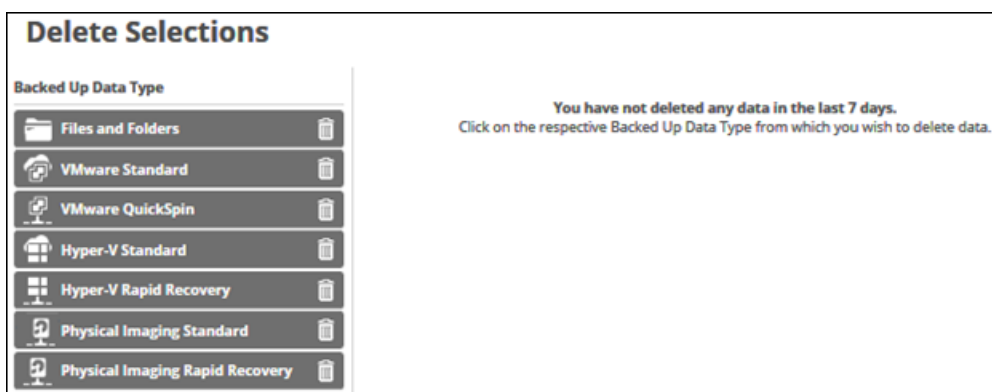 Delete Selections
Backed Up Data Type
Files and Folders
VMware Standard
VMware QuickSpin
Hyper-V Standard
Hyper-V Rapid Recovery
Physical Imaging Standard
Physical Imaging Rapid Recovery
You have not deleted any data in the last 7 days.
Click on the respective Backed Up Data Type from which you wish to delete data.